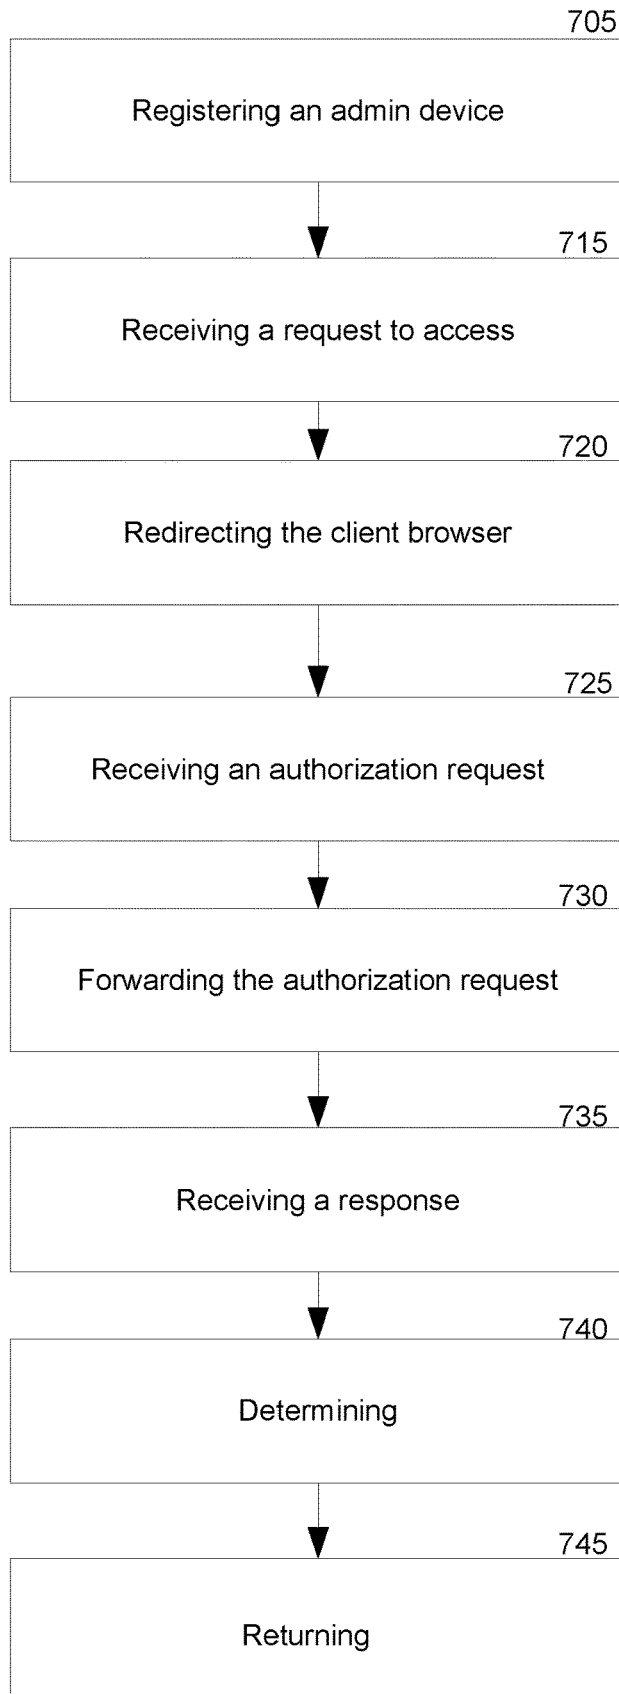 705
Registering an admin device
715
Receiving a request to access
720
Redirecting the client browser
725
Receiving an authorization request
730
Forwarding the authorization request
735
Receiving a response
740
Determining
745
Returning